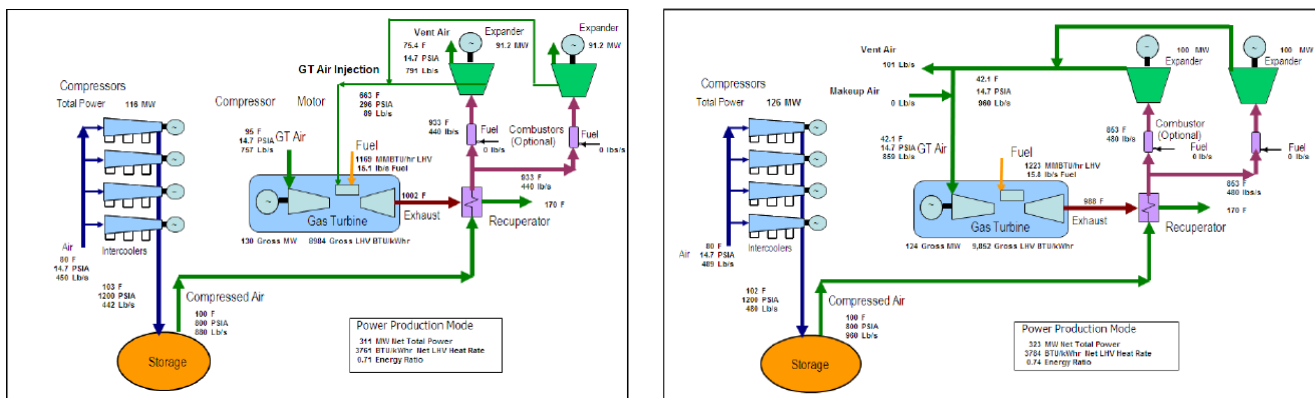 Compressors
Total Power 116 MW
Vent Air
75.4 F
14.7 PSIA
791 Lb/s
Expander
91.2 MW
Expander
91.2 MW
GT Air Injection
Compressor
Motor
663 F
296 PSIA
89 Lb/s
95 F
14.7 PSIA
757 Lb/s
GT Air
Fuel
1169 MMBTU/hr LHV
16.1 lb/s Fuel
933 F
440 lb/s
Fuel
0 lb/s
Combustors
(Optional)
Fuel
0 lbs/s
933 F
440 lb/s
1002 F
Exhaust
170 F
Recuperator
Gas Turbine
130 Gross MW
8984 Gross LHV BTU/kWhr
Air
80 F
14.7 PSIA
450 Lb/s
Intercoolers
103 F
1200 PSIA
442 Lb/s
Compressed Air
100 F
800 PSIA
880 Lb/s
Storage
Power Production Mode
311 MW Net Total Power
3761 BTU/kWhr Net LHV Heat Rate
0.71 Energy Ratio
Compressors
Total Power 126 MW
Vent Air
101 Lb/s
Makeup Air
0 Lb/s
42.1 F
14.7 PSIA
960 Lb/s
100 MW
Expander
100 MW
Expander
42.1 F
14.7 PSIA
859 Lb/s
GT Air
Fuel
1223 MMBTU/hr LHV
15.8 lb/s Fuel
853 F
480 lb/s
Combustor
(Optional)
Fuel
0 lb/s
Fuel
0 lb/s
853 F
480 lbs/s
988 F
Exhaust
170 F
Recuperator
Gas Turbine
124 Gross MW
9,852 Gross LHV BTU/kWhr
Air
80 F
14.7 PSIA
489 Lb/s
Intercoolers
102 F
1200 PSIA
480 Lb/s
Compressed Air
100 F
800 PSIA
960 Lb/s
Storage
Power Production Mode
323 MW Net Total Power
3784 BTU/kWhr Net LHV Heat Rate
0.74 Energy Ratio